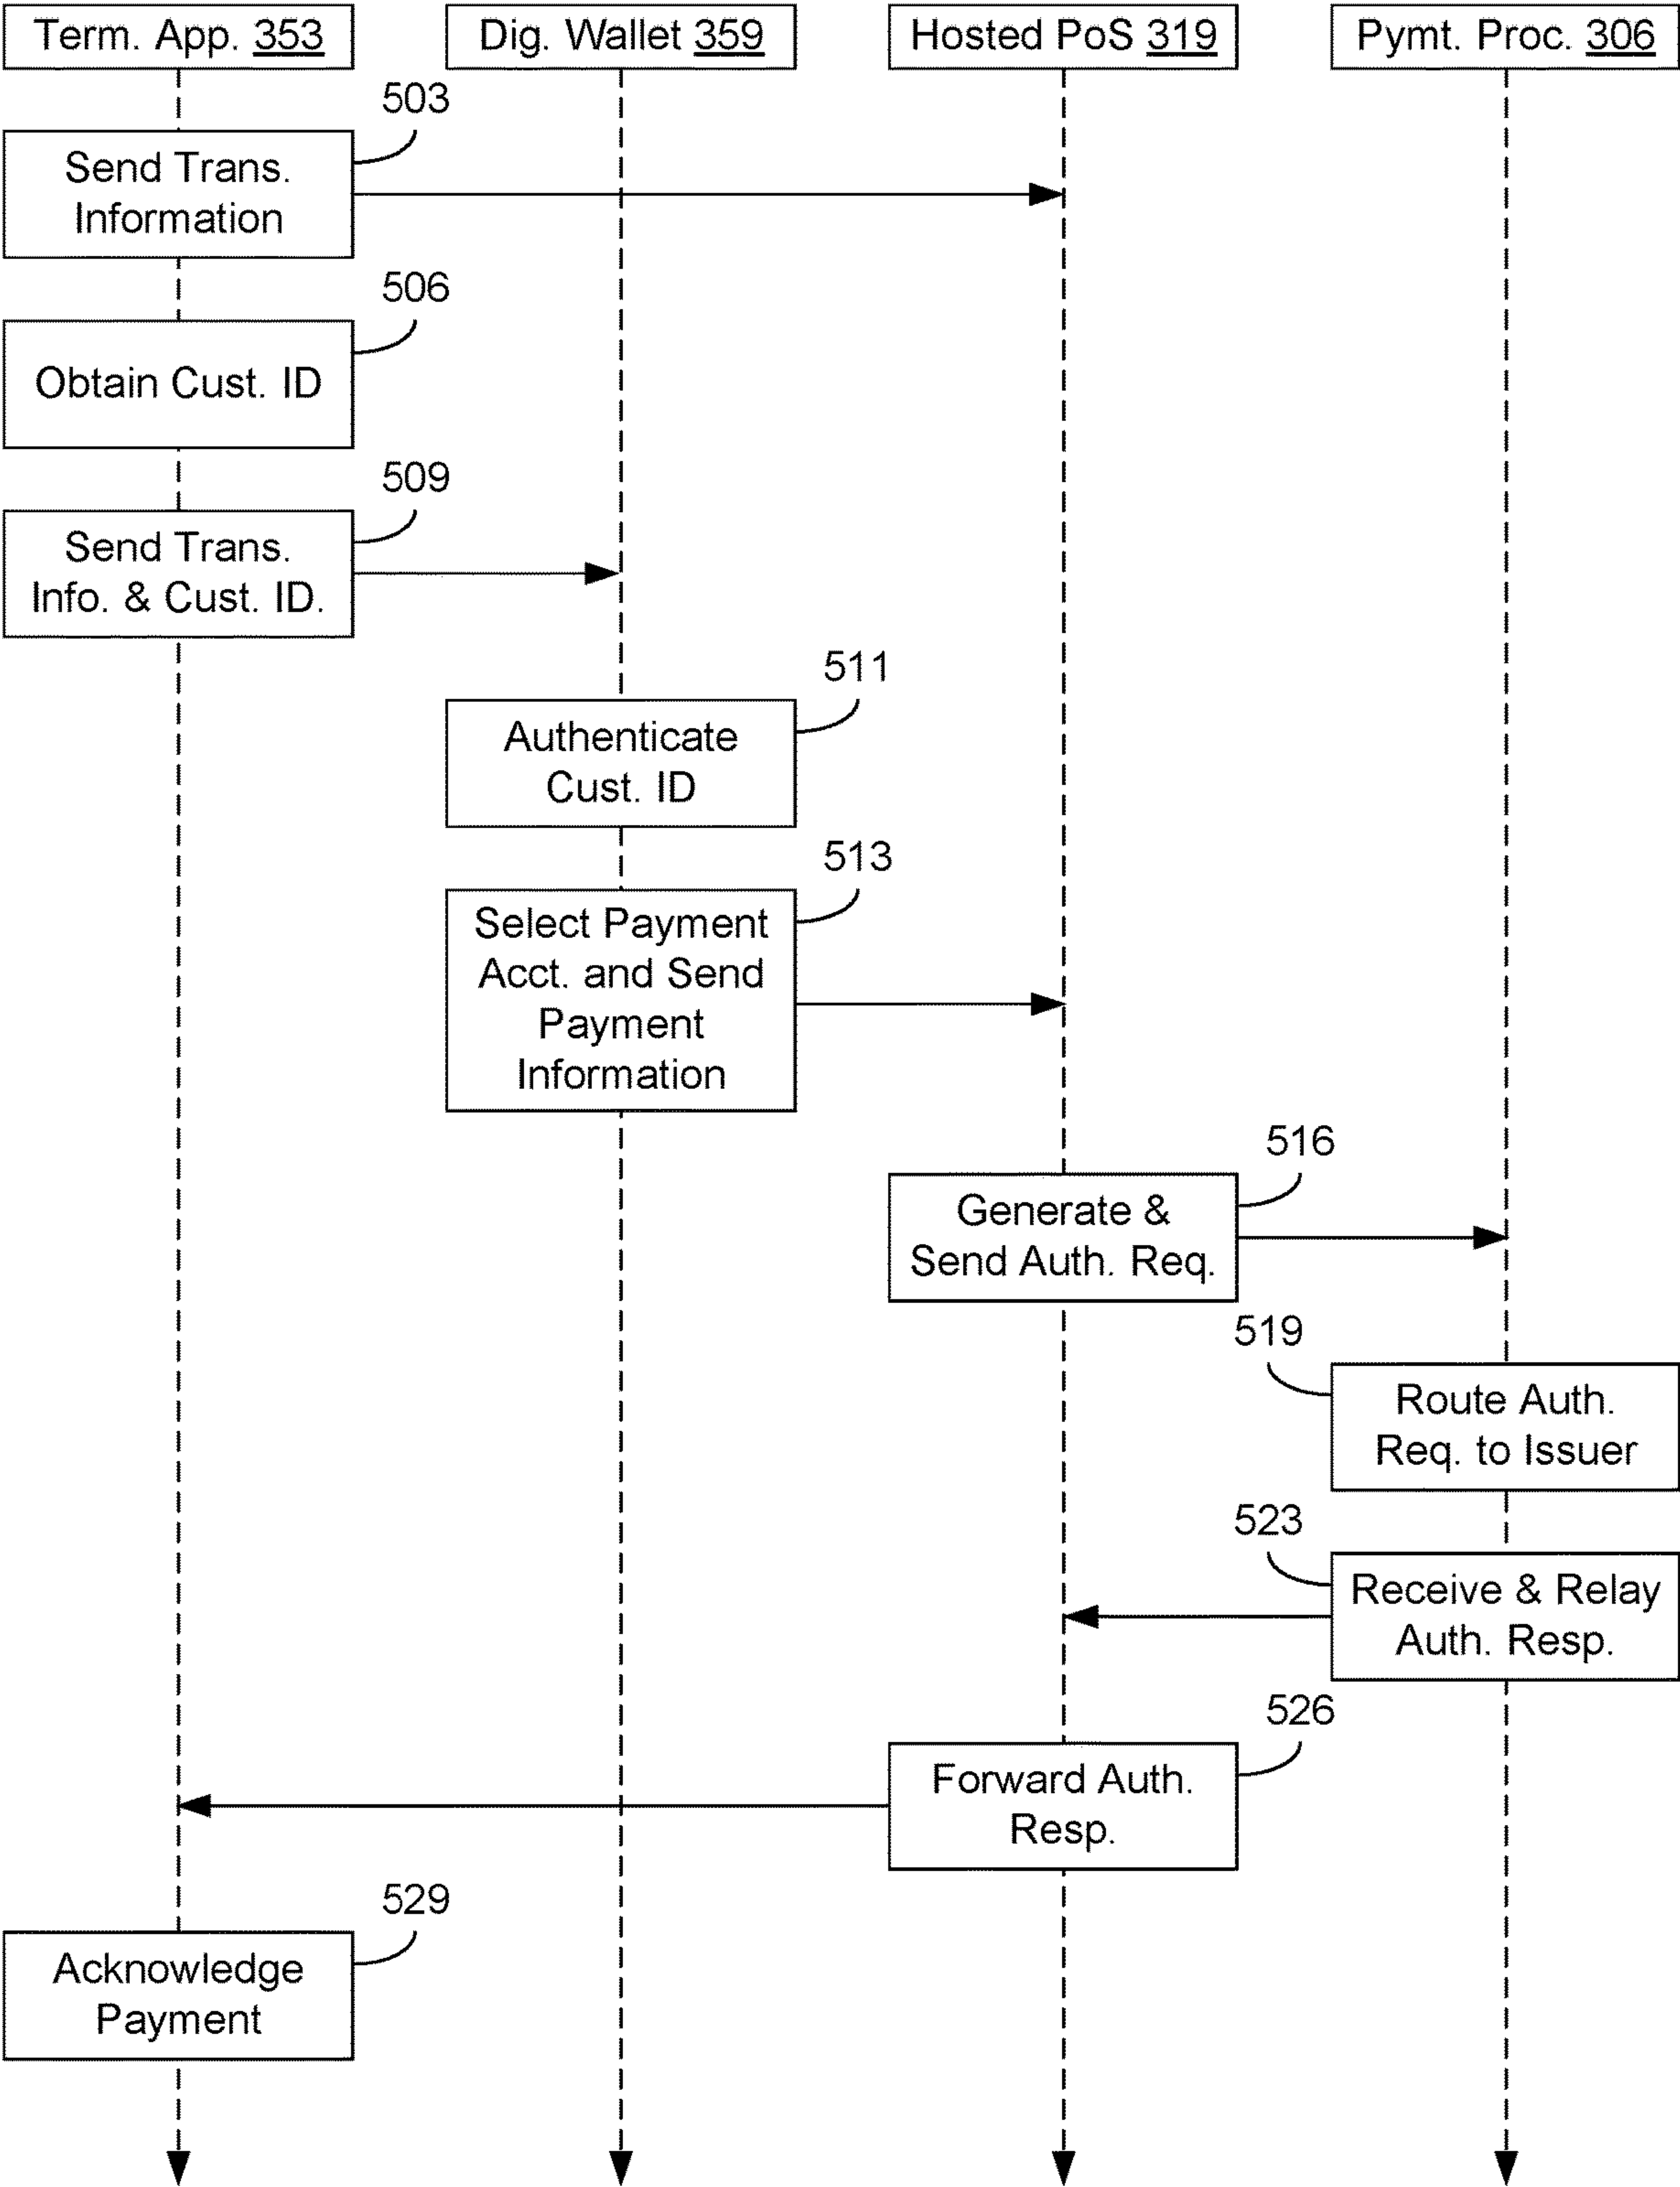 Term. App. 353
Dig. Wallet 359
Hosted PoS 319
Pymt. Proc. 306
503
Send Trans.
Information
506
Obtain Cust. ID
509
Send Trans.
Info. & Cust. ID.
511
Authenticate
Cust. ID
513
Select Payment
Acct. and Send
Payment
Information
516
Generate &
Send Auth. Req.
519
Route Auth.
Req. to Issuer
523
Receive & Relay
Auth. Resp.
526
Forward Auth.
Resp.
529
Acknowledge
Payment